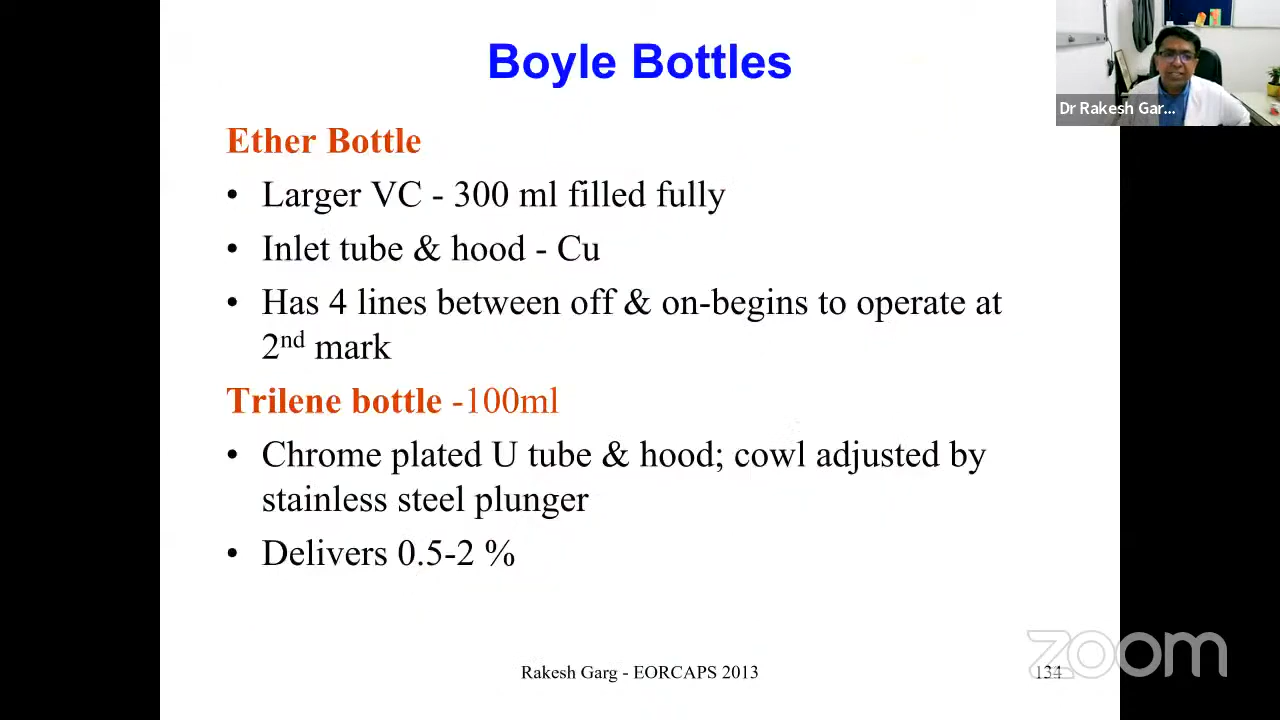 Boyle Bottles
Dr Rakesh Gar...
Ether Bottle
• Larger VC - 300 ml filled fully
• Inlet tube & hood - Cu
• Has 4 lines between off & on-begins to operate at
2nd mark
Trilene bottle -100ml
• Chrome plated U tube & hood; cowl adjusted by
stainless steel plunger
• Delivers 0.5-2 %
Rakesh Garg - EORCAPS 2013
134
zoom